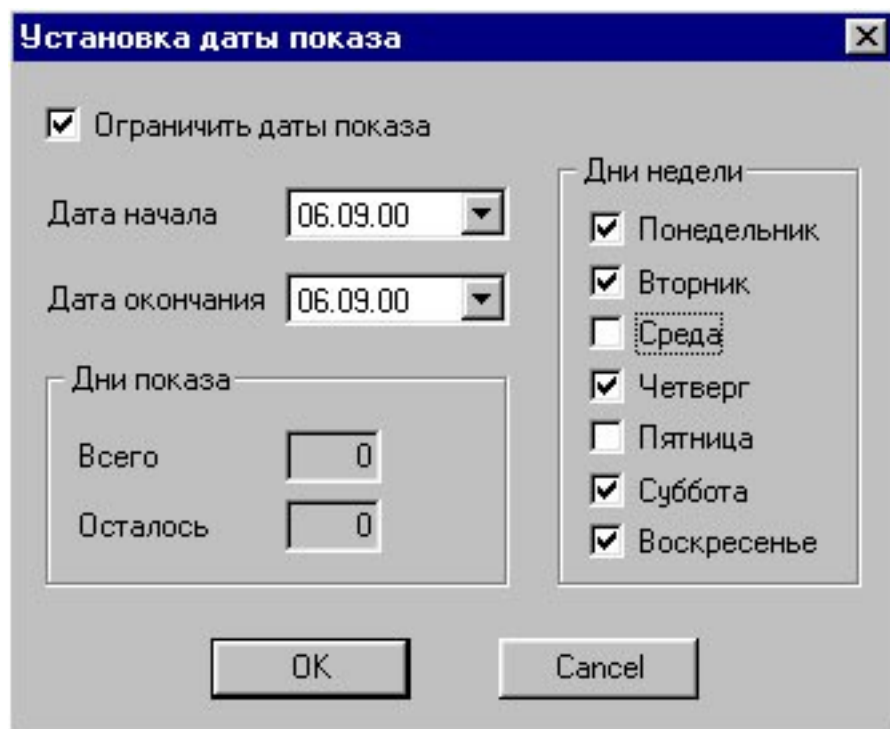 Установка даты показа
Ограничить даты показа
Дата начала 06.09.00
Дата окончания 06.09.00
Дни показа
Всего 0
Осталось 0
Дни недели
Понедельник
Вторник
Среда
Четверг
Пятница
Суббота
Воскресенье
OK
Cancel